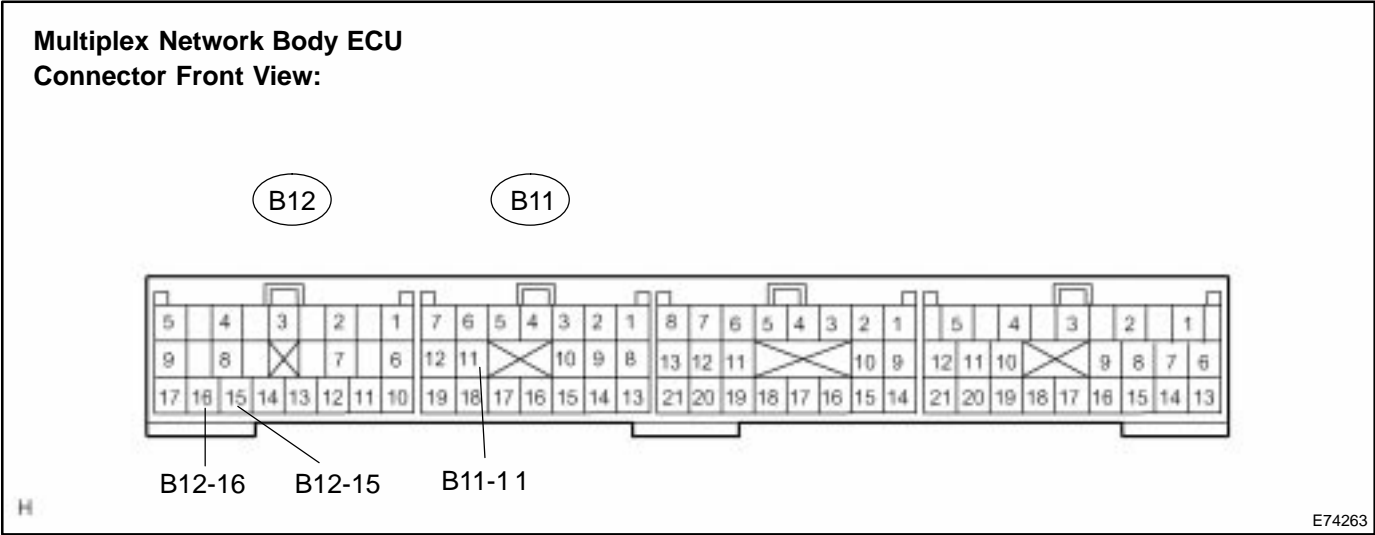 Multiplex Network Body ECU
Connector Front View:
B12 B11
5 4 3 2 1 7 6 5 4 3 2 1 8 7 6 5 4 3 2 1 5 4 3 2 1
9 8 7 6 12 11 10 9 8 13 12 11 10 9 12 11 10 9 8 7 6
17 16 15 14 13 12 11 10 19 18 17 16 15 14 13 21 20 19 18 17 16 15 14 21 20 19 18 17 16 15 14 13
B12-16 B12-15 B11-1 1
H E74263